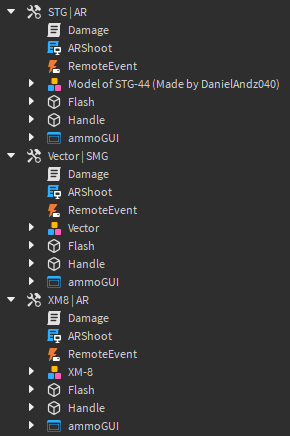 STG | AR
Damage
ARShoot
RemoteEvent
Model of STG-44 (Made by DanielAndz040)
Flash
Handle
ammoGUI
Vector | SMG
Damage
ARShoot
RemoteEvent
Vector
Flash
Handle
ammoGUI
XM8 | AR
Damage
ARShoot
RemoteEvent
XM-8
Flash
Handle
ammoGUI